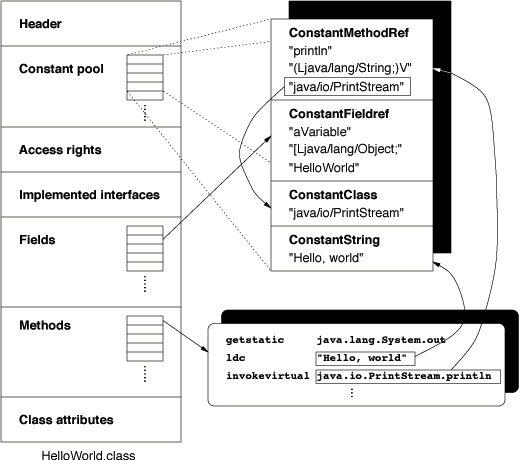 Header
Constant pool
Access rights
Implemented interfaces
Fields
Methods
Class attributes
HelloWorld.class
ConstantMethodRef
"println"
"(Ljava/lang/String;)V"
"java/io/PrintStream"
ConstantFieldref
"aVariable"
"[Ljava/lang/Object;"
"HelloWorld"
ConstantClass
"java/io/PrintStream"
ConstantString
"Hello, world"
getstatic java.lang.System.out
ldc "Hello, world"
invokevirtual java.io.PrintStream.println